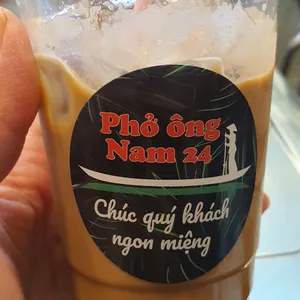 Phở ông
Nam 24
Chúc quý khách
ngon miệng